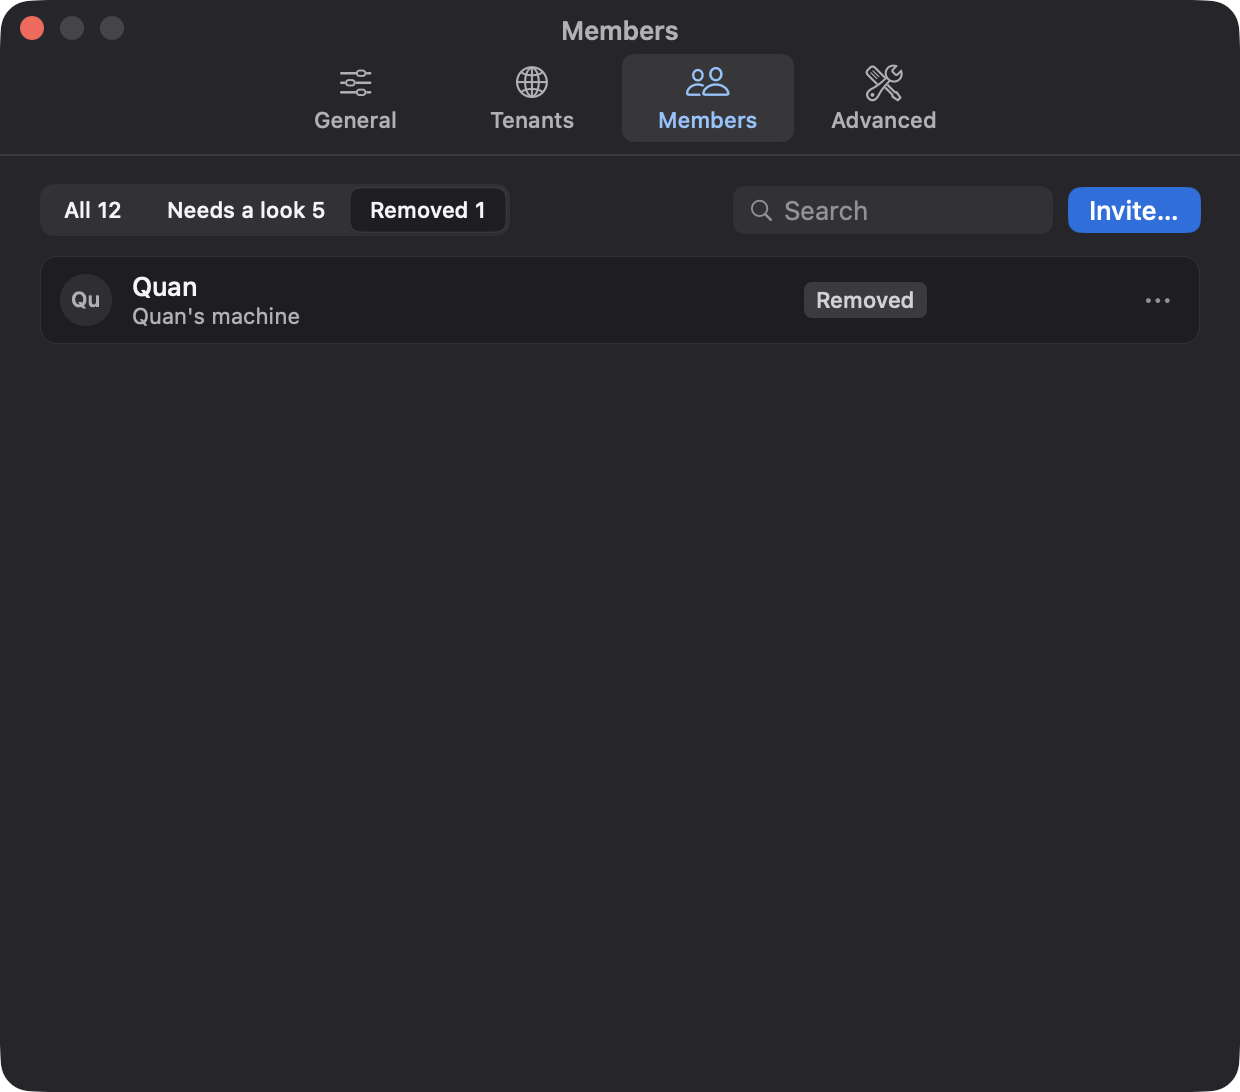 Members
General Tenants Members Advanced
All 12 Needs a look 5 Removed 1 Search Invite...
Qu Quan Removed
Quan's machine